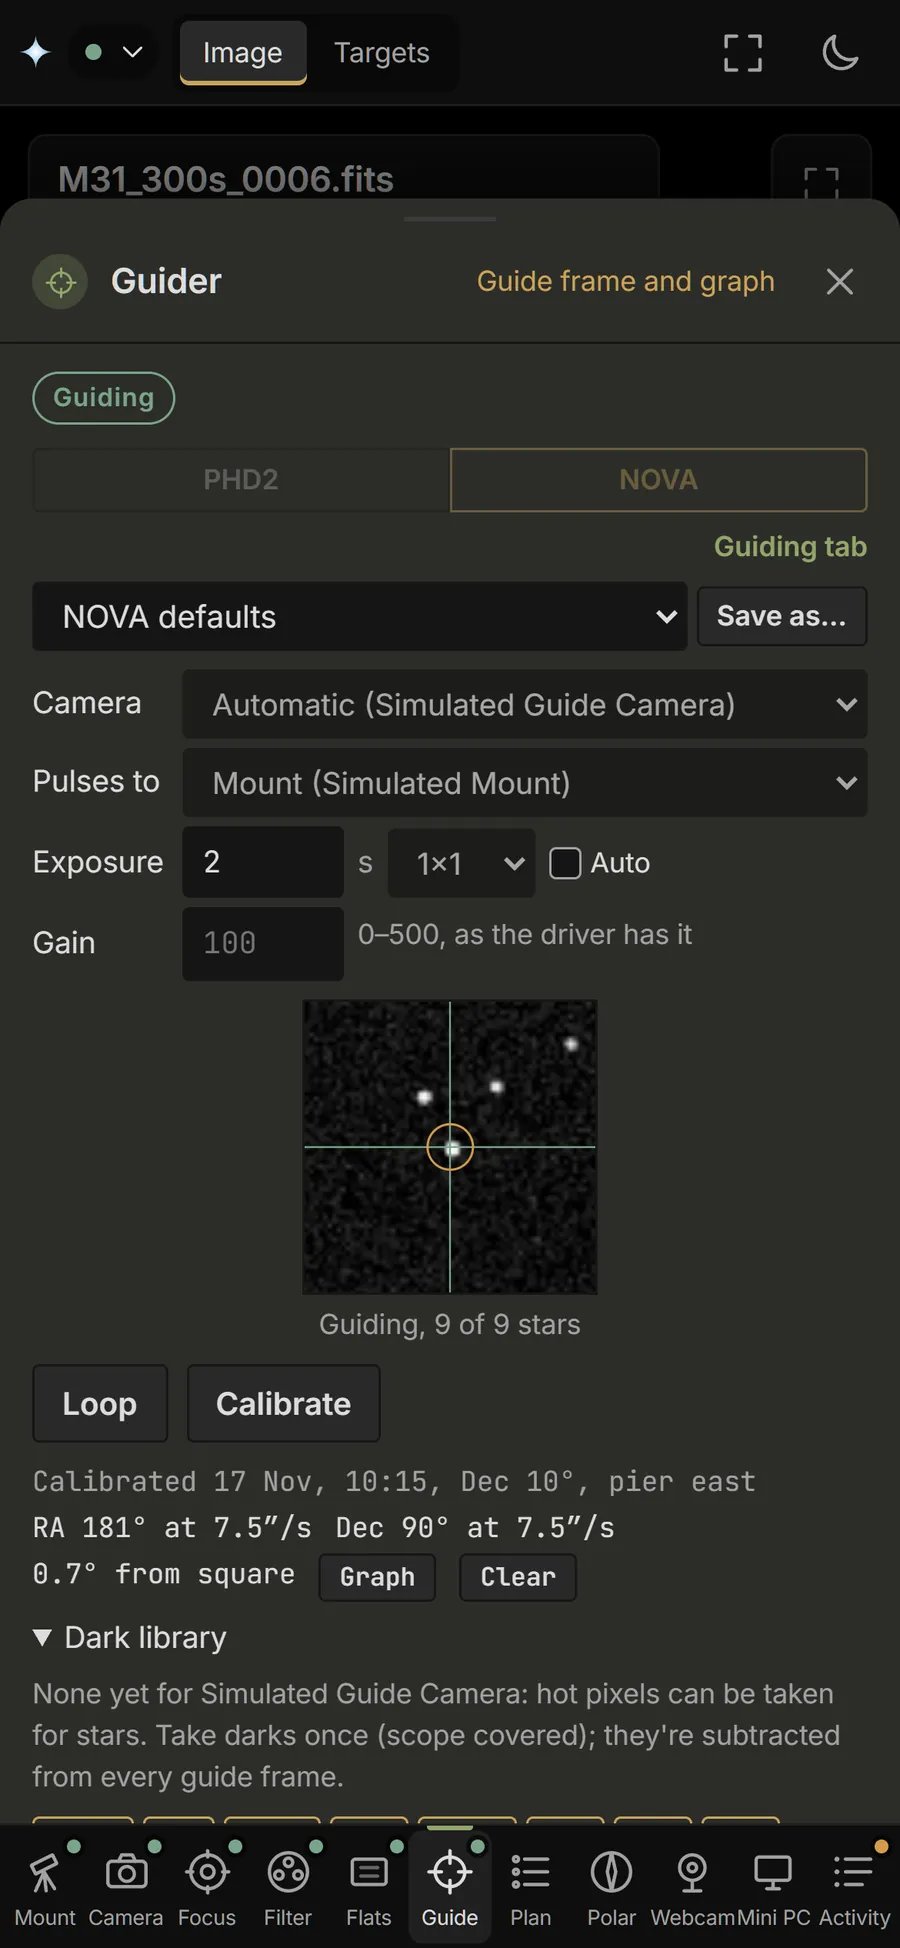 Image Targets
M31_300s_0006.fits
Guider Guide frame and graph
Guiding
PHD2 NOVA
Guiding tab
NOVA defaults Save as...
Camera Automatic (Simulated Guide Camera)
Pulses to Mount (Simulated Mount)
Exposure 2 s 1×1 Auto
Gain 100 0–500, as the driver has it
Guiding, 9 of 9 stars
Loop Calibrate
Calibrated 17 Nov, 10:15, Dec 10°, pier east
RA 181° at 7.5″/s Dec 90° at 7.5″/s
0.7° from square Graph Clear
▼ Dark library
None yet for Simulated Guide Camera: hot pixels can be taken
for stars. Take darks once (scope covered); they're subtracted
from every guide frame.
Mount Camera Focus Filter Flats Guide Plan Polar Webcam Mini PC Activity